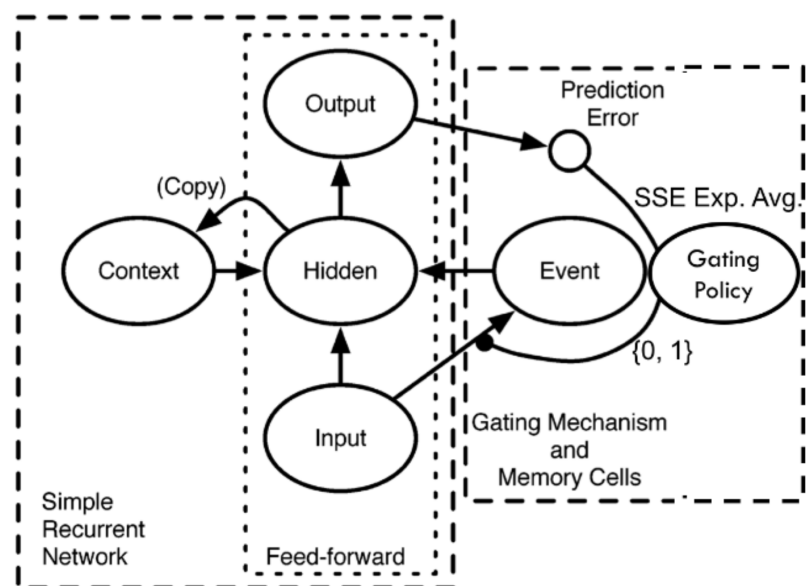 Output
Prediction
Error
(Copy)
SSE Exp. Avg.
Context
Hidden
Event
Gating
Policy
{0, 1}
Input
Gating Mechanism
and
Memory Cells
Simple
Recurrent
Network
Feed-forward